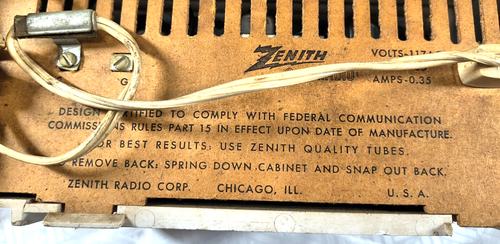 ZENITH
VOLTS-117
AMPS-0.35
G
DESIGN CERTIFIED TO COMPLY WITH FEDERAL COMMUNICATION
COMMISSIONS RULES PART 15 IN EFFECT UPON DATE OF MANUFACTURE.
FOR BEST RESULTS: USE ZENITH QUALITY TUBES.
TO REMOVE BACK: SPRING DOWN CABINET AND SNAP OUT BACK.
ZENITH RADIO CORP. CHICAGO, ILL. U.S.A.